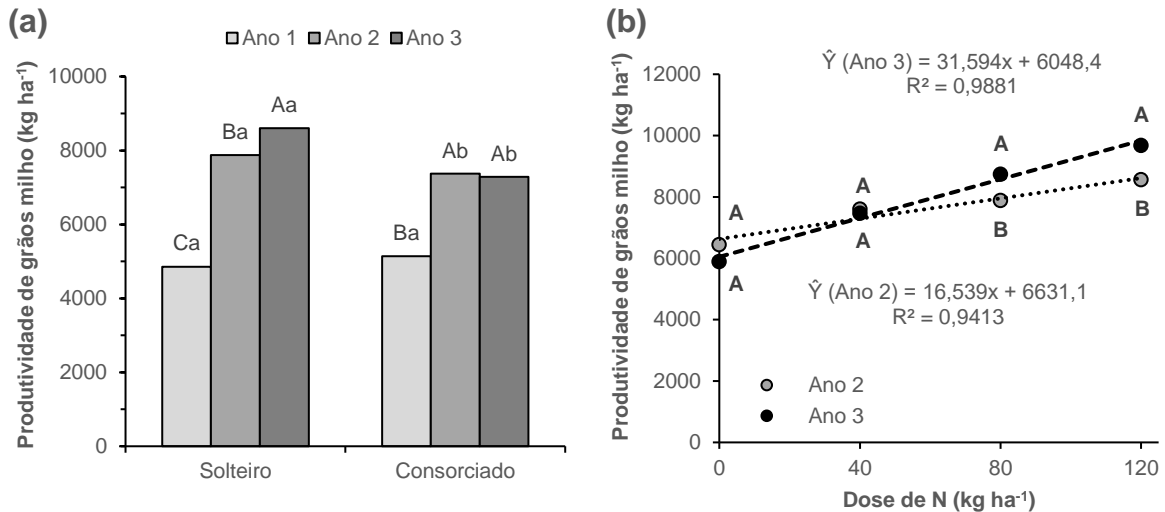 (a)
Ano 1 Ano 2 Ano 3
Produtividade de grãos milho (kg ha⁻¹)
10000
8000
6000
4000
2000
0
Ca
Ba
Aa
Ba
Ab
Ab
Solteiro
Consorciado
(b)
Ŷ (Ano 3) = 31,594x + 6048,4
R² = 0,9881
Produtividade de grãos milho (kg ha⁻¹)
12000
10000
8000
6000
4000
2000
0
A
A
A
A
A
A
B
B
Ŷ (Ano 2) = 16,539x + 6631,1
R² = 0,9413
Ano 2
Ano 3
0
40
80
120
Dose de N (kg ha⁻¹)